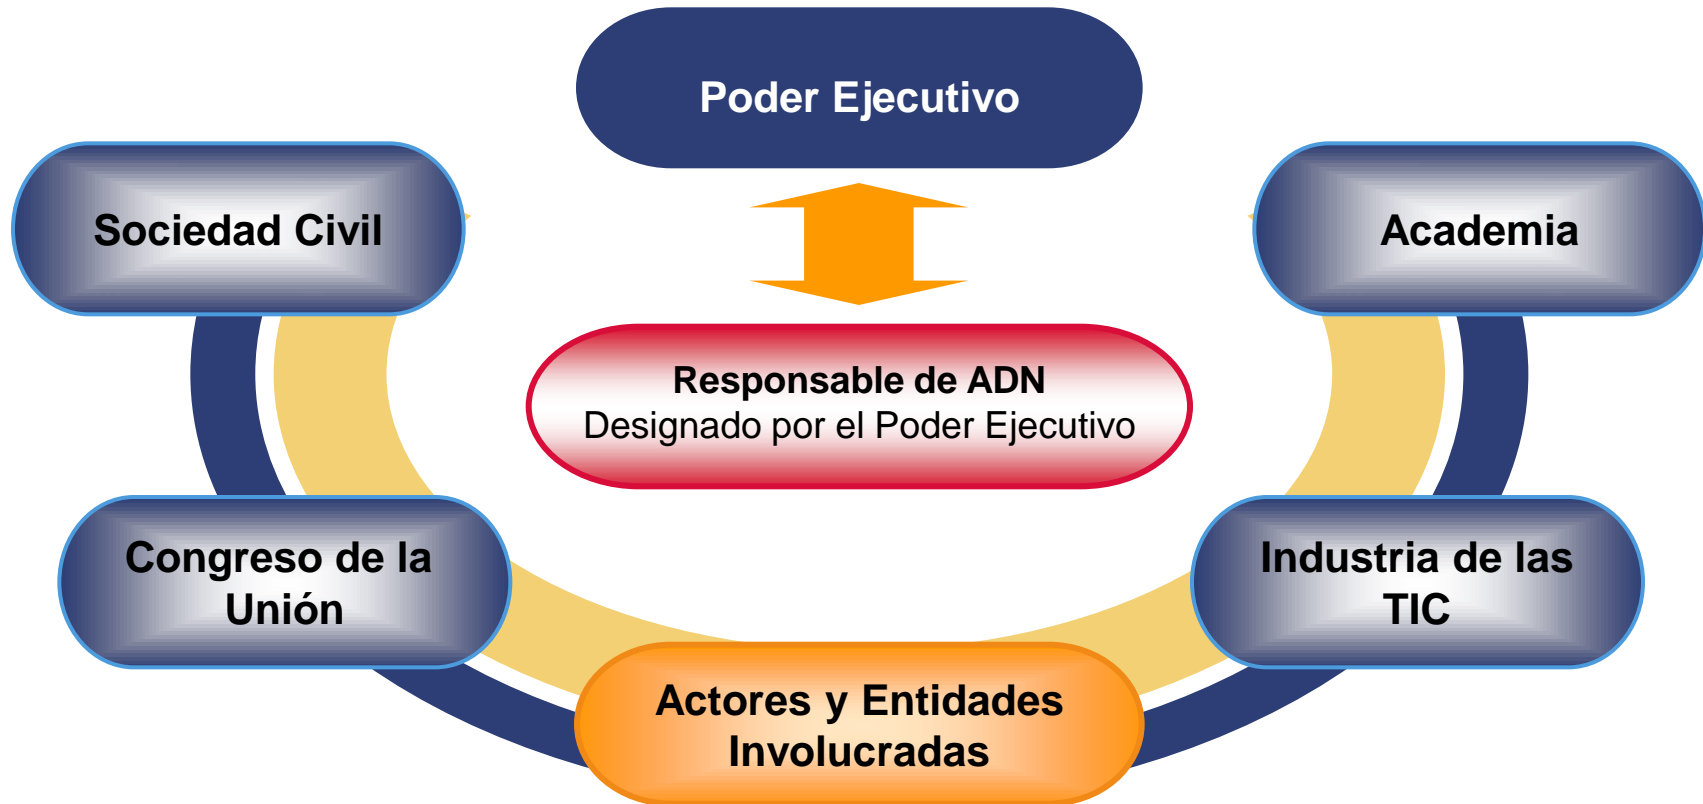 Poder Ejecutivo
Sociedad Civil
Academia
Responsable de ADN
Designado por el Poder Ejecutivo
Congreso de la
Unión
Industria de las
TIC
Actores y Entidades
Involucradas